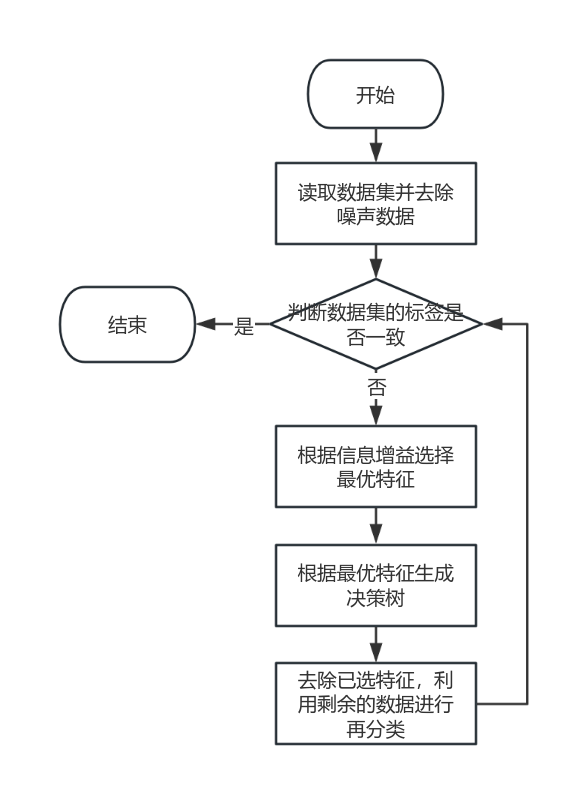 开始
读取数据集并去除
噪声数据
判断数据集的标签是
否一致
是
结束
否
根据信息增益选择
最优特征
根据最优特征生成
决策树
去除已选特征，利
用剩余的数据进行
再分类